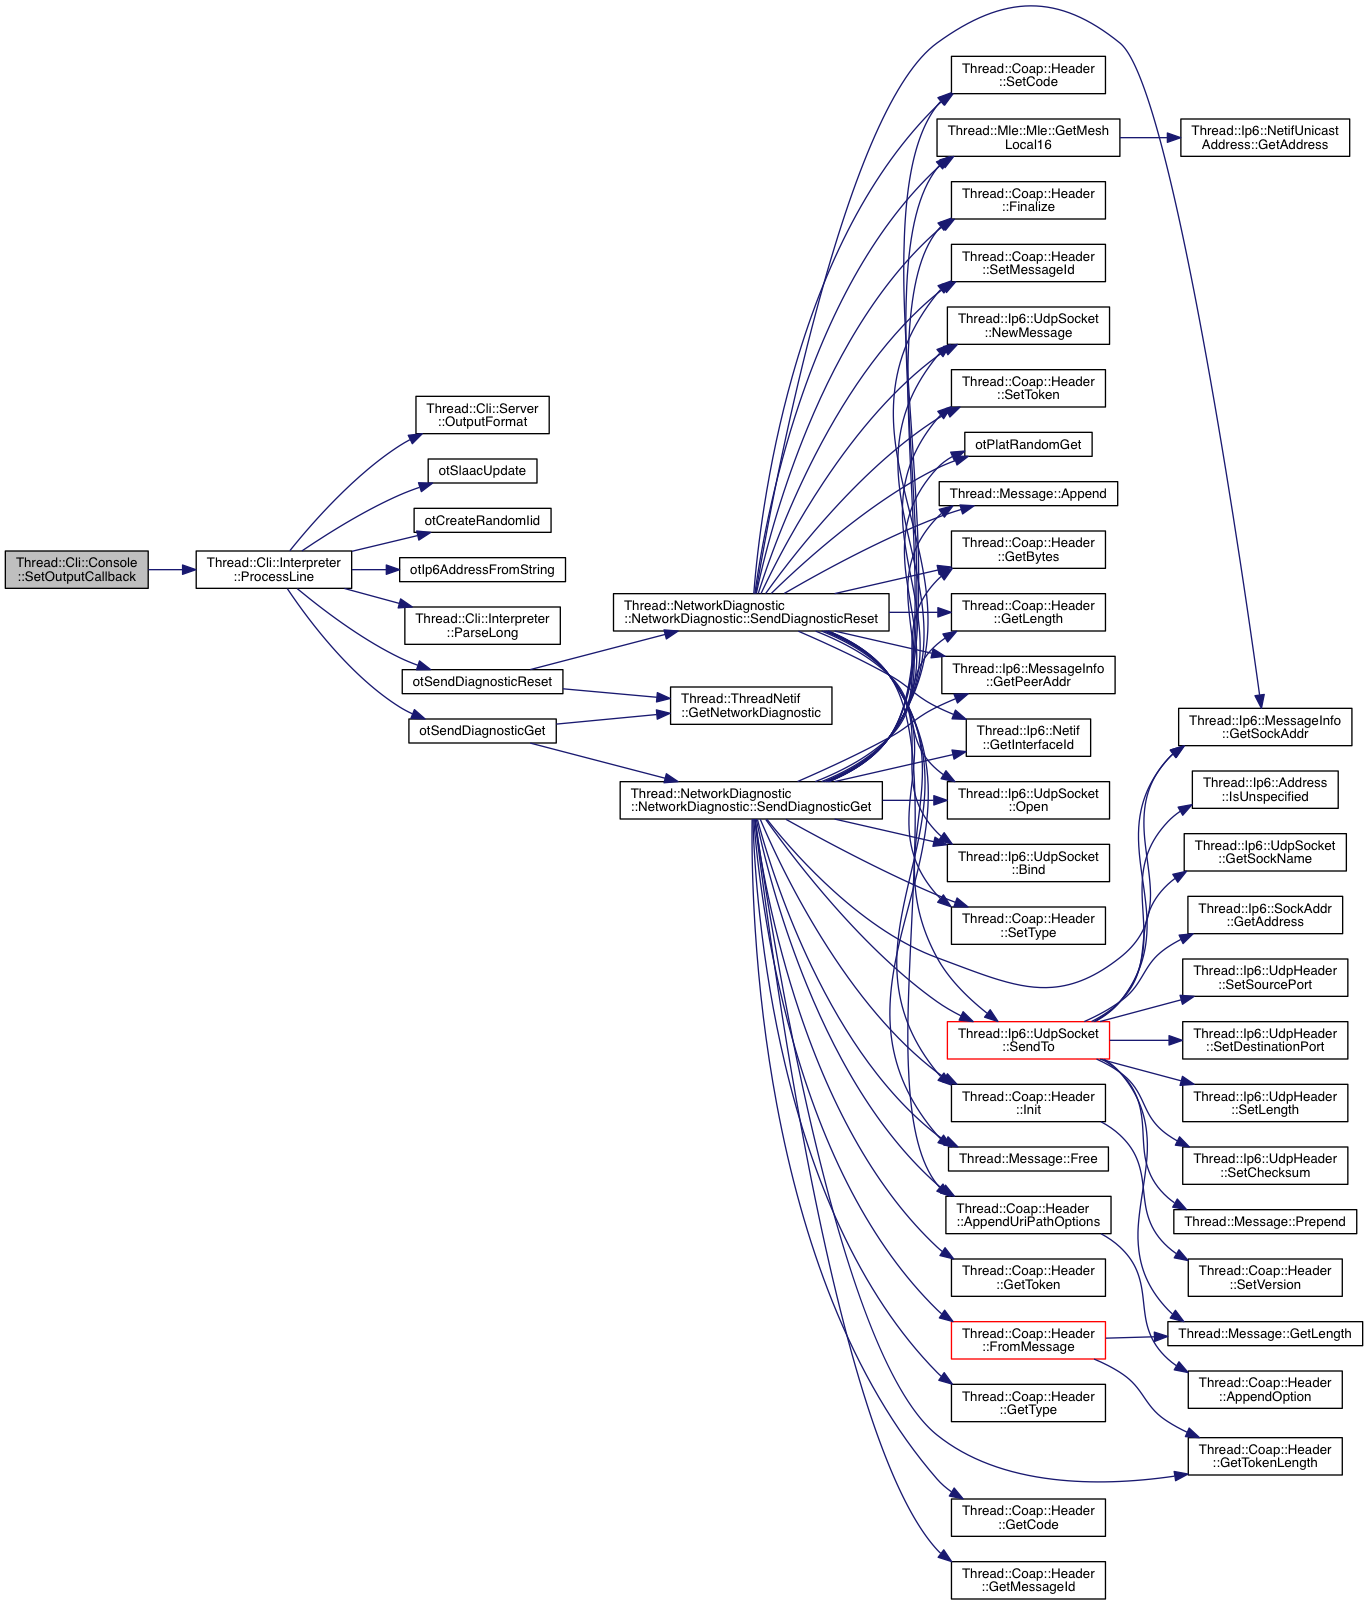 Thread::Cli::Console
::SetOutputCallback
Thread::Cli::Interpreter
::ProcessLine
Thread::Cli::Server
::OutputFormat
otSlaacUpdate
otCreateRandomIid
otIp6AddressFromString
Thread::Cli::Interpreter
::ParseLong
otSendDiagnosticReset
otSendDiagnosticGet
Thread::NetworkDiagnostic
::NetworkDiagnostic::SendDiagnosticReset
Thread::ThreadNetif
::GetNetworkDiagnostic
Thread::NetworkDiagnostic
::NetworkDiagnostic::SendDiagnosticGet
Thread::Coap::Header
::SetCode
Thread::Mle::Mle::GetMesh
Local16
Thread::Coap::Header
::Finalize
Thread::Coap::Header
::SetMessageId
Thread::Ip6::UdpSocket
::NewMessage
Thread::Coap::Header
::SetToken
otPlatRandomGet
Thread::Message::Append
Thread::Coap::Header
::GetBytes
Thread::Coap::Header
::GetLength
Thread::Ip6::MessageInfo
::GetPeerAddr
Thread::Ip6::Netif
::GetInterfaceId
Thread::Ip6::UdpSocket
::Open
Thread::Ip6::UdpSocket
::Bind
Thread::Coap::Header
::SetType
Thread::Ip6::UdpSocket
::SendTo
Thread::Coap::Header
::Init
Thread::Message::Free
Thread::Coap::Header
::AppendUriPathOptions
Thread::Coap::Header
::GetToken
Thread::Coap::Header
::FromMessage
Thread::Coap::Header
::GetType
Thread::Coap::Header
::GetCode
Thread::Coap::Header
::GetMessageId
Thread::Ip6::NetifUnicast
Address::GetAddress
Thread::Ip6::MessageInfo
::GetSockAddr
Thread::Ip6::Address
::IsUnspecified
Thread::Ip6::UdpSocket
::GetSockName
Thread::Ip6::SockAddr
::GetAddress
Thread::Ip6::UdpHeader
::SetSourcePort
Thread::Ip6::UdpHeader
::SetDestinationPort
Thread::Ip6::UdpHeader
::SetLength
Thread::Ip6::UdpHeader
::SetChecksum
Thread::Message::Prepend
Thread::Coap::Header
::SetVersion
Thread::Message::GetLength
Thread::Coap::Header
::AppendOption
Thread::Coap::Header
::GetTokenLength